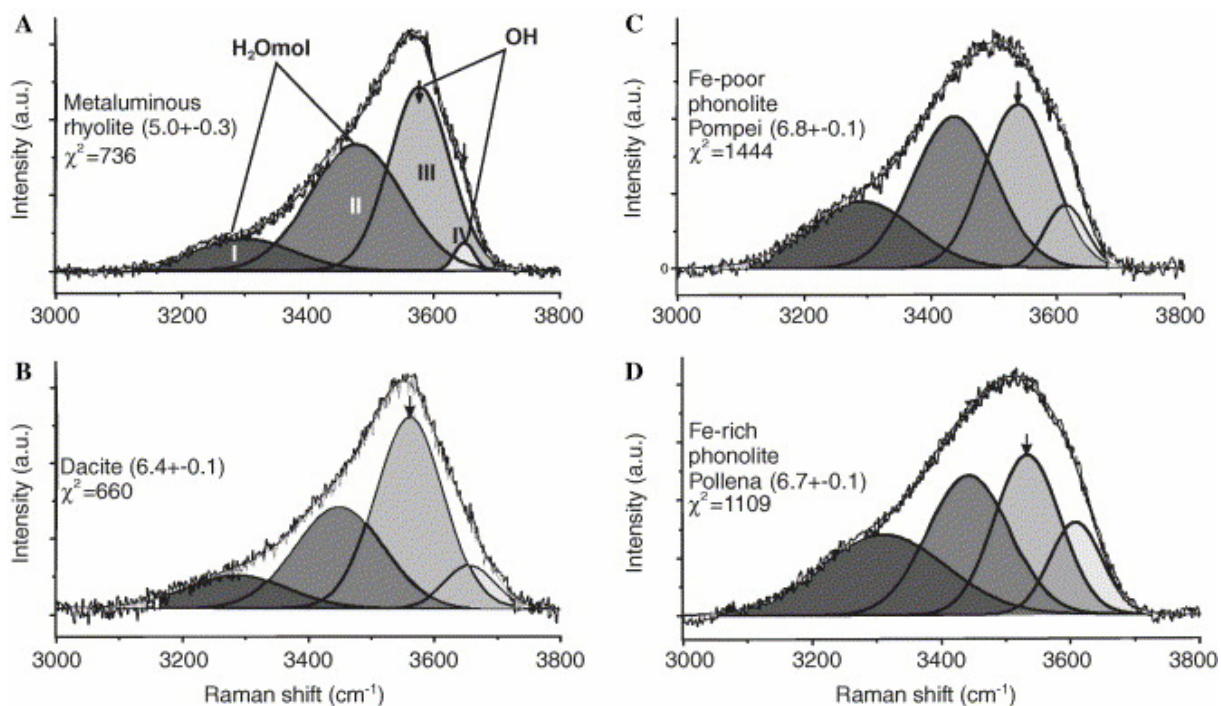 A
H₂Omol
OH
Intensity (a.u.)
Metaluminous
rhyolite (5.0+-0.3)
χ²=736
I
II
III
IV
3000 3200 3400 3600 3800
B
Intensity (a.u.)
Dacite (6.4+-0.1)
χ²=660
3000 3200 3400 3600 3800
Raman shift (cm⁻¹)
C
Intensity (a.u.)
Fe-poor
phonolite
Pompei (6.8+-0.1)
χ²=1444
0
3000 3200 3400 3600 3800
D
Intensity (a.u.)
Fe-rich
phonolite
Pollena (6.7+-0.1)
χ²=1109
3000 3200 3400 3600 3800
Raman shift (cm⁻¹)